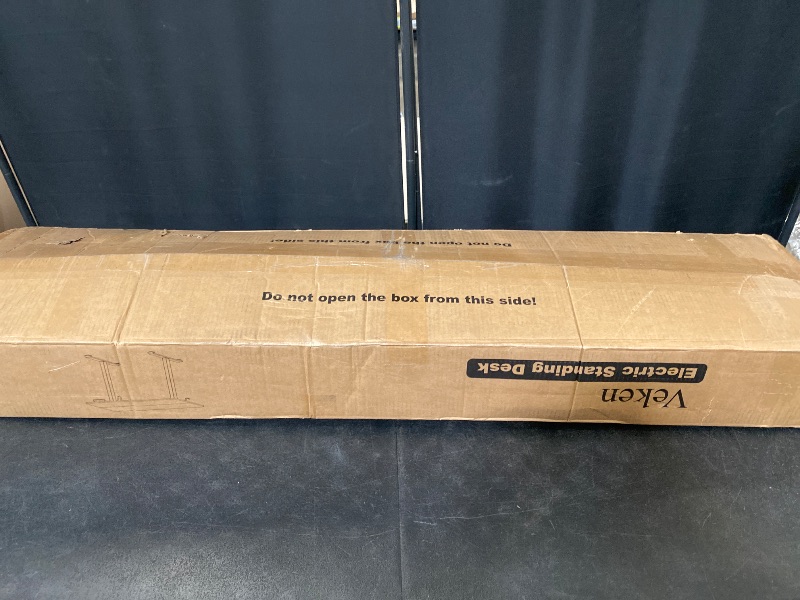 Do not open the box from this side!
Do not open the box from this side!
Veken
Electric Standing Desk